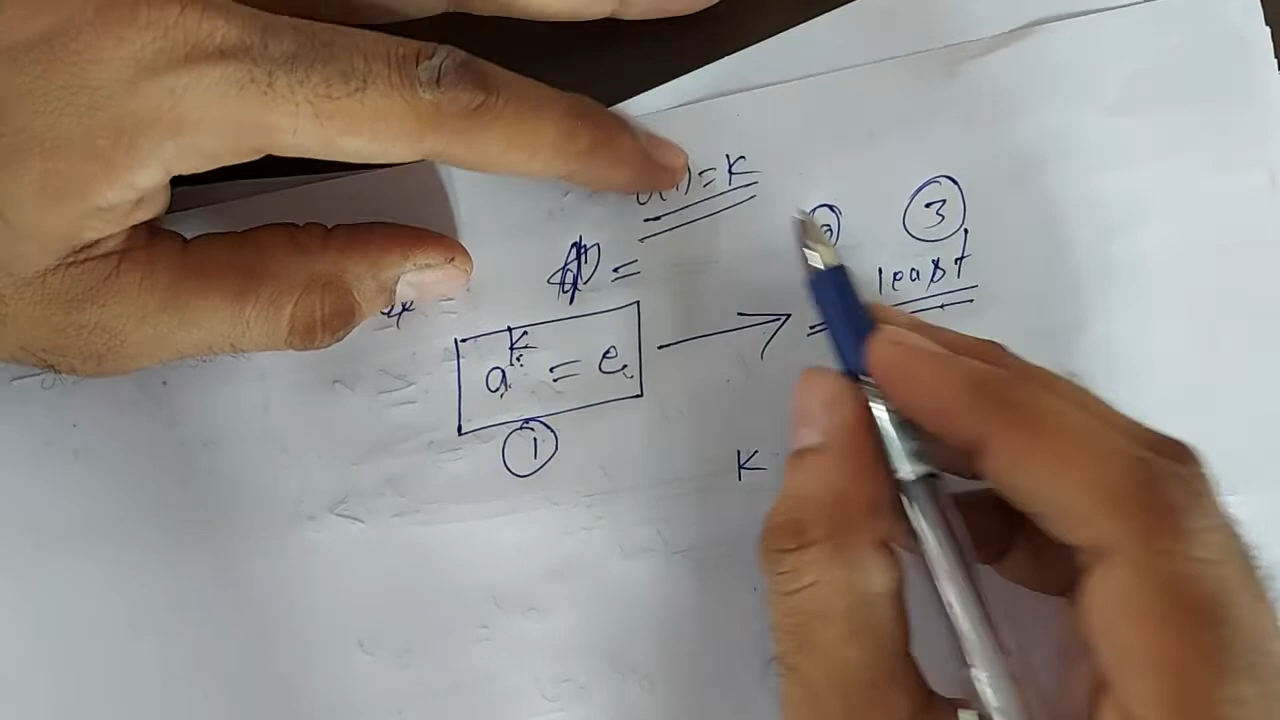 = K
③
least
=
a^K = e
①
K